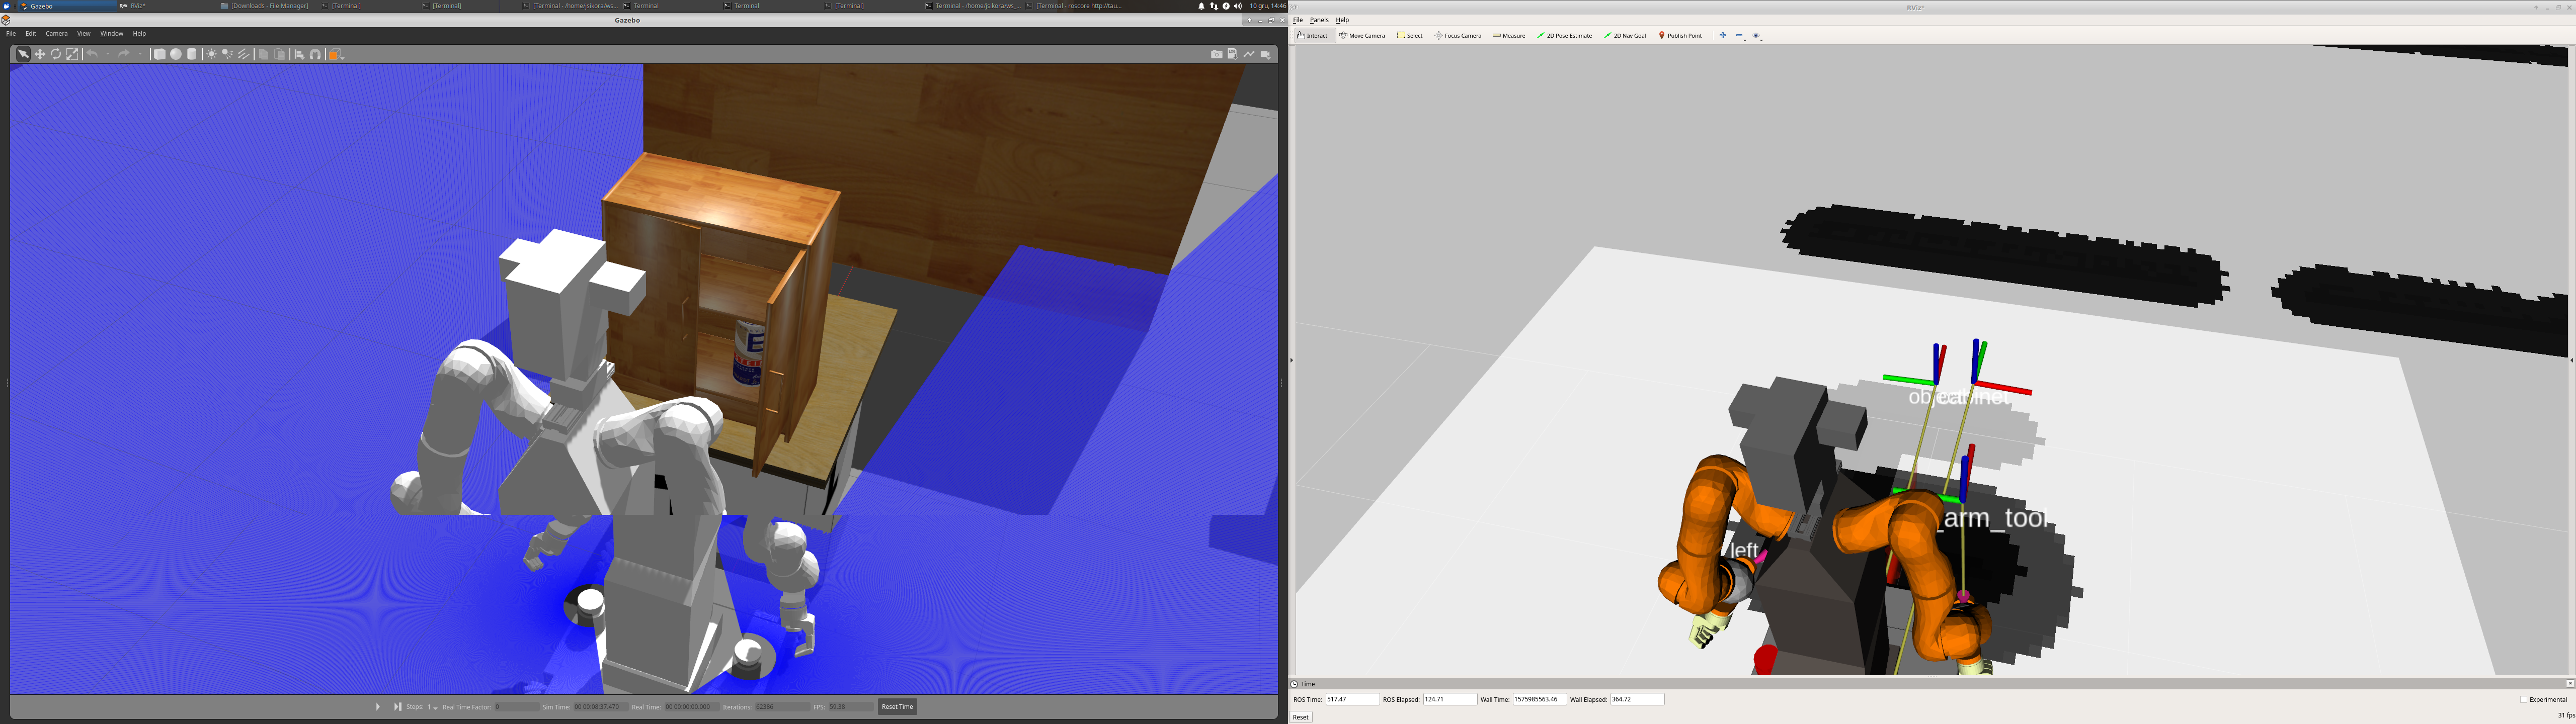 Gazebo
RViz*
[Downloads - File Manager]
[Terminal]
[Terminal]
[Terminal - /home/jsikora/ws_...
Terminal
Terminal
[Terminal]
Terminal - /home/jsikora/ws_...
[Terminal - roscore http://tau...
10 gru, 14:46
Gazebo
File Edit Camera View Window Help
Steps: 1
Real Time Factor: 0
Sim Time: 00 00:08:37.470
Real Time: 00 00:00:00.000
Iterations: 62386
FPS: 59.38
Reset Time
RViz*
File Panels Help
Interact
Move Camera
Select
Focus Camera
Measure
2D Pose Estimate
2D Nav Goal
Publish Point
_arm_tool
left
Time
ROS Time: 517.47
ROS Elapsed: 124.71
Wall Time: 1575985563.46
Wall Elapsed: 364.72
Experimental
Reset
31 fps